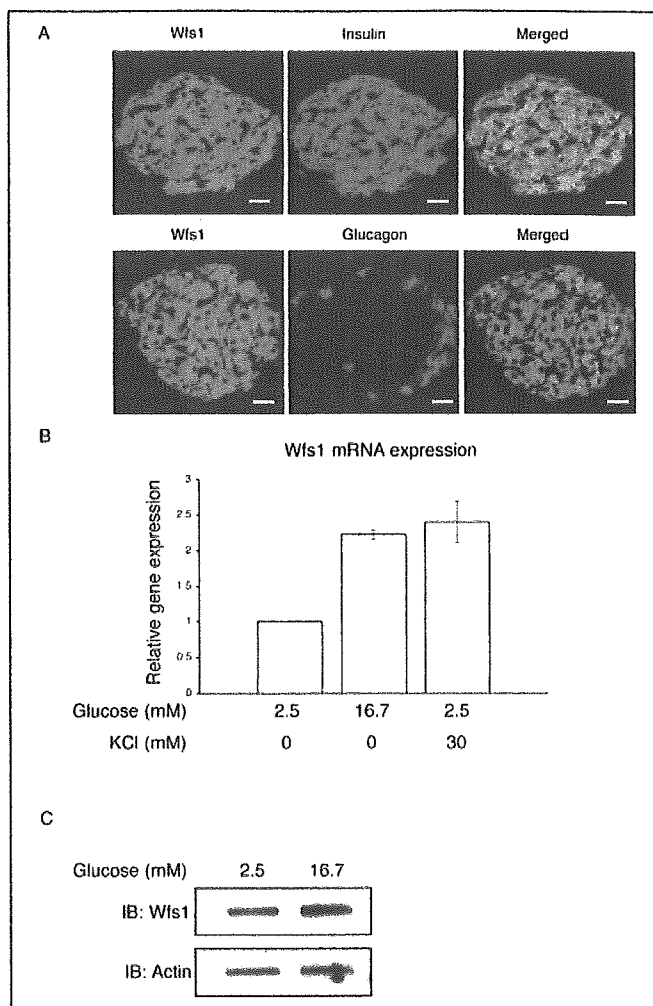 A
Wfs1 Insulin Merged
Wfs1 Glucagon Merged
B
Wfs1 mRNA expression
Relative gene expression
3
2.5
2
1.5
1
0.5
0
Glucose (mM) 2.5 16.7 2.5
KCl (mM) 0 0 30
C
Glucose (mM) 2.5 16.7
IB: Wfs1
IB: Actin